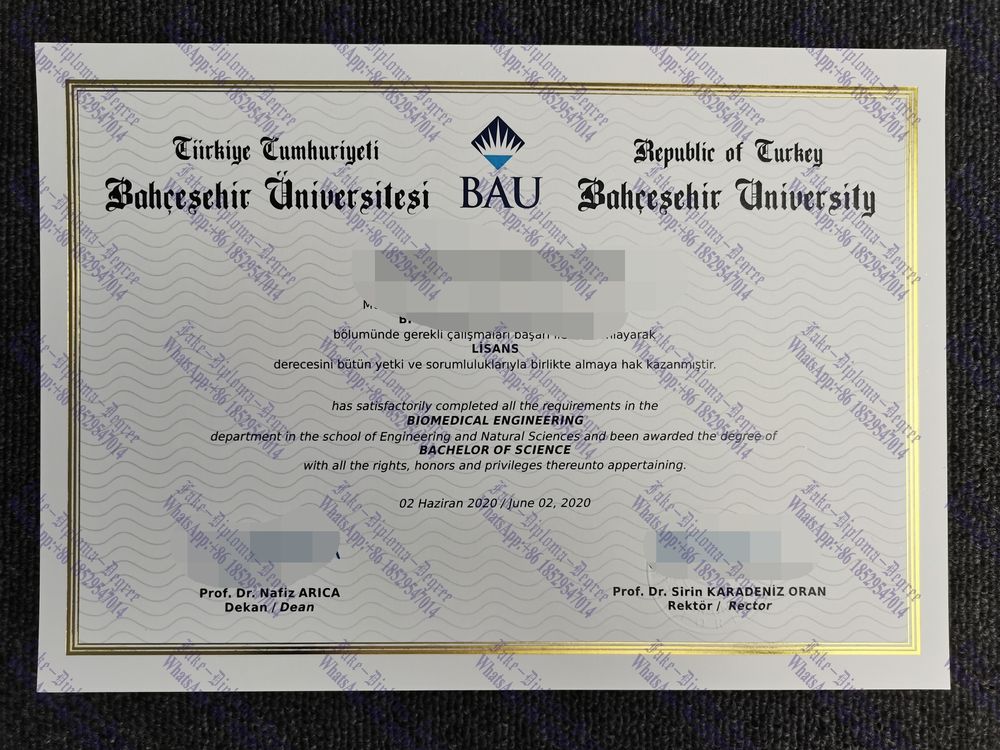 Türkiye Cumhuriyeti
Bahçeşehir Üniversitesi
BAU
Republic of Turkey
Bahçeşehir University
bölümünde gerekli çalışmaları başarı
LİSANS
derecesini bütün yetki ve sorumluluklarıyla birlikte almaya hak kazanmıştır.
has satisfactorily completed all the requirements in the
BIOMEDICAL ENGINEERING
department in the school of Engineering and Natural Sciences and been awarded the degree of
BACHELOR OF SCIENCE
with all the rights, honors and privileges thereunto appertaining.
02 Haziran 2020 / June 02, 2020
Prof. Dr. Nafiz ARICA
Dekan / Dean
Prof. Dr. Sirin KARADENİZ ORAN
Rektör / Rector
Fake-Diploma-Degree
WhatsApp:+86 18529547014